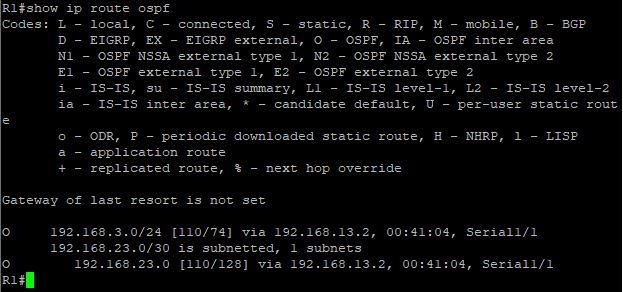 R1#show ip route ospf
Codes: L - local, C - connected, S - static, R - RIP, M - mobile, B - BGP
       D - EIGRP, EX - EIGRP external, O - OSPF, IA - OSPF inter area
       N1 - OSPF NSSA external type 1, N2 - OSPF NSSA external type 2
       E1 - OSPF external type 1, E2 - OSPF external type 2
       i - IS-IS, su - IS-IS summary, L1 - IS-IS level-1, L2 - IS-IS level-2
       ia - IS-IS inter area, * - candidate default, U - per-user static rout
e
       o - ODR, P - periodic downloaded static route, H - NHRP, l - LISP
       a - application route
       + - replicated route, % - next hop override
Gateway of last resort is not set
O     192.168.3.0/24 [110/74] via 192.168.13.2, 00:41:04, Serial1/1
      192.168.23.0/30 is subnetted, 1 subnets
O        192.168.23.0 [110/128] via 192.168.13.2, 00:41:04, Serial1/1
R1#